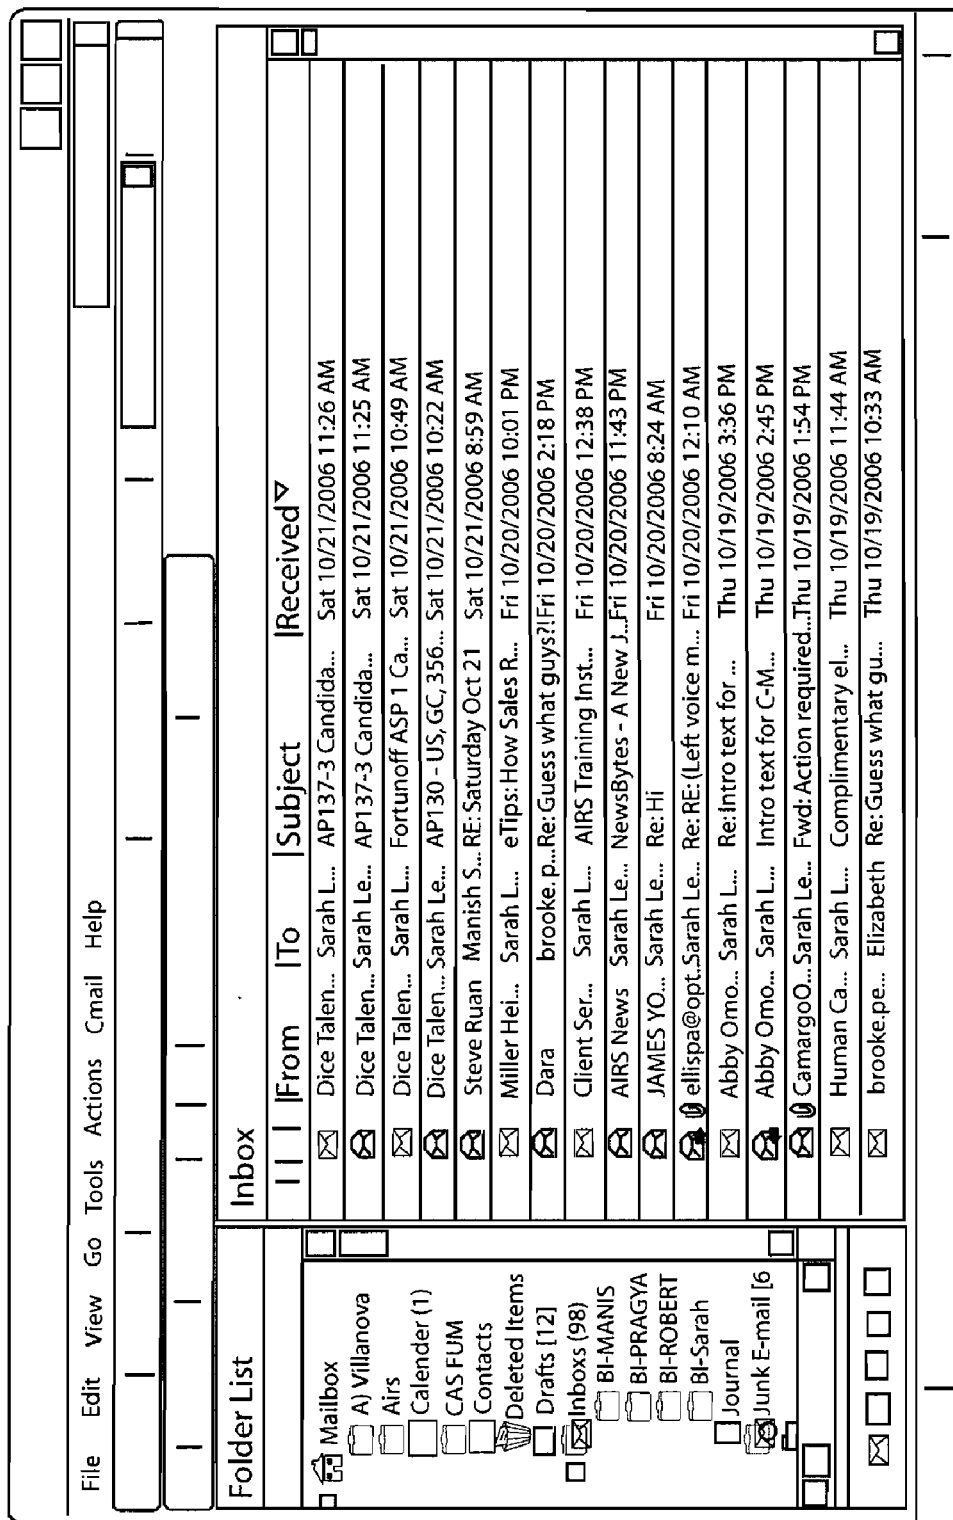 File Edit View Go Tools Actions Cmail Help
Folder List
Mailbox
A) Villanova
Airs
Calender (1)
CAS FUM
Contacts
Deleted Items
Drafts [12]
Inboxs (98)
BI-MANIS
BI-PRAGYA
BI-ROBERT
BI-Sarah
Journal
Junk E-mail [6
Inbox
| | | |From |To |Subject |Received
Dice Talen... Sarah L... AP137-3 Candida... Sat 10/21/2006 11:26 AM
Dice Talen... Sarah Le... AP137-3 Candida... Sat 10/21/2006 11:25 AM
Dice Talen... Sarah L... Fortunoff ASP 1 Ca... Sat 10/21/2006 10:49 AM
Dice Talen... Sarah Le... AP130 - US, GC, 356... Sat 10/21/2006 10:22 AM
Steve Ruan Manish S... RE: Saturday Oct 21 Sat 10/21/2006 8:59 AM
Miller Hei... Sarah L... eTips: How Sales R... Fri 10/20/2006 10:01 PM
Dara brooke. p...Re: Guess what guys?!Fri 10/20/2006 2:18 PM
Client Ser... Sarah L... AIRS Training Inst... Fri 10/20/2006 12:38 PM
AIRS News Sarah Le... NewsBytes - A New J...Fri 10/20/2006 11:43 PM
JAMES YO... Sarah Le... Re: Hi Fri 10/20/2006 8:24 AM
ellispa@opt..Sarah Le... Re: RE: (Left voice m... Fri 10/20/2006 12:10 AM
Abby Omo... Sarah L... Re:Intro text for ... Thu 10/19/2006 3:36 PM
Abby Omo... Sarah L... Intro text for C-M... Thu 10/19/2006 2:45 PM
CamargoO... Sarah Le... Fwd: Action required...Thu 10/19/2006 1:54 PM
Human Ca... Sarah L... Complimentary el... Thu 10/19/2006 11:44 AM
brooke.pe... Elizabeth Re: Guess what gu... Thu 10/19/2006 10:33 AM